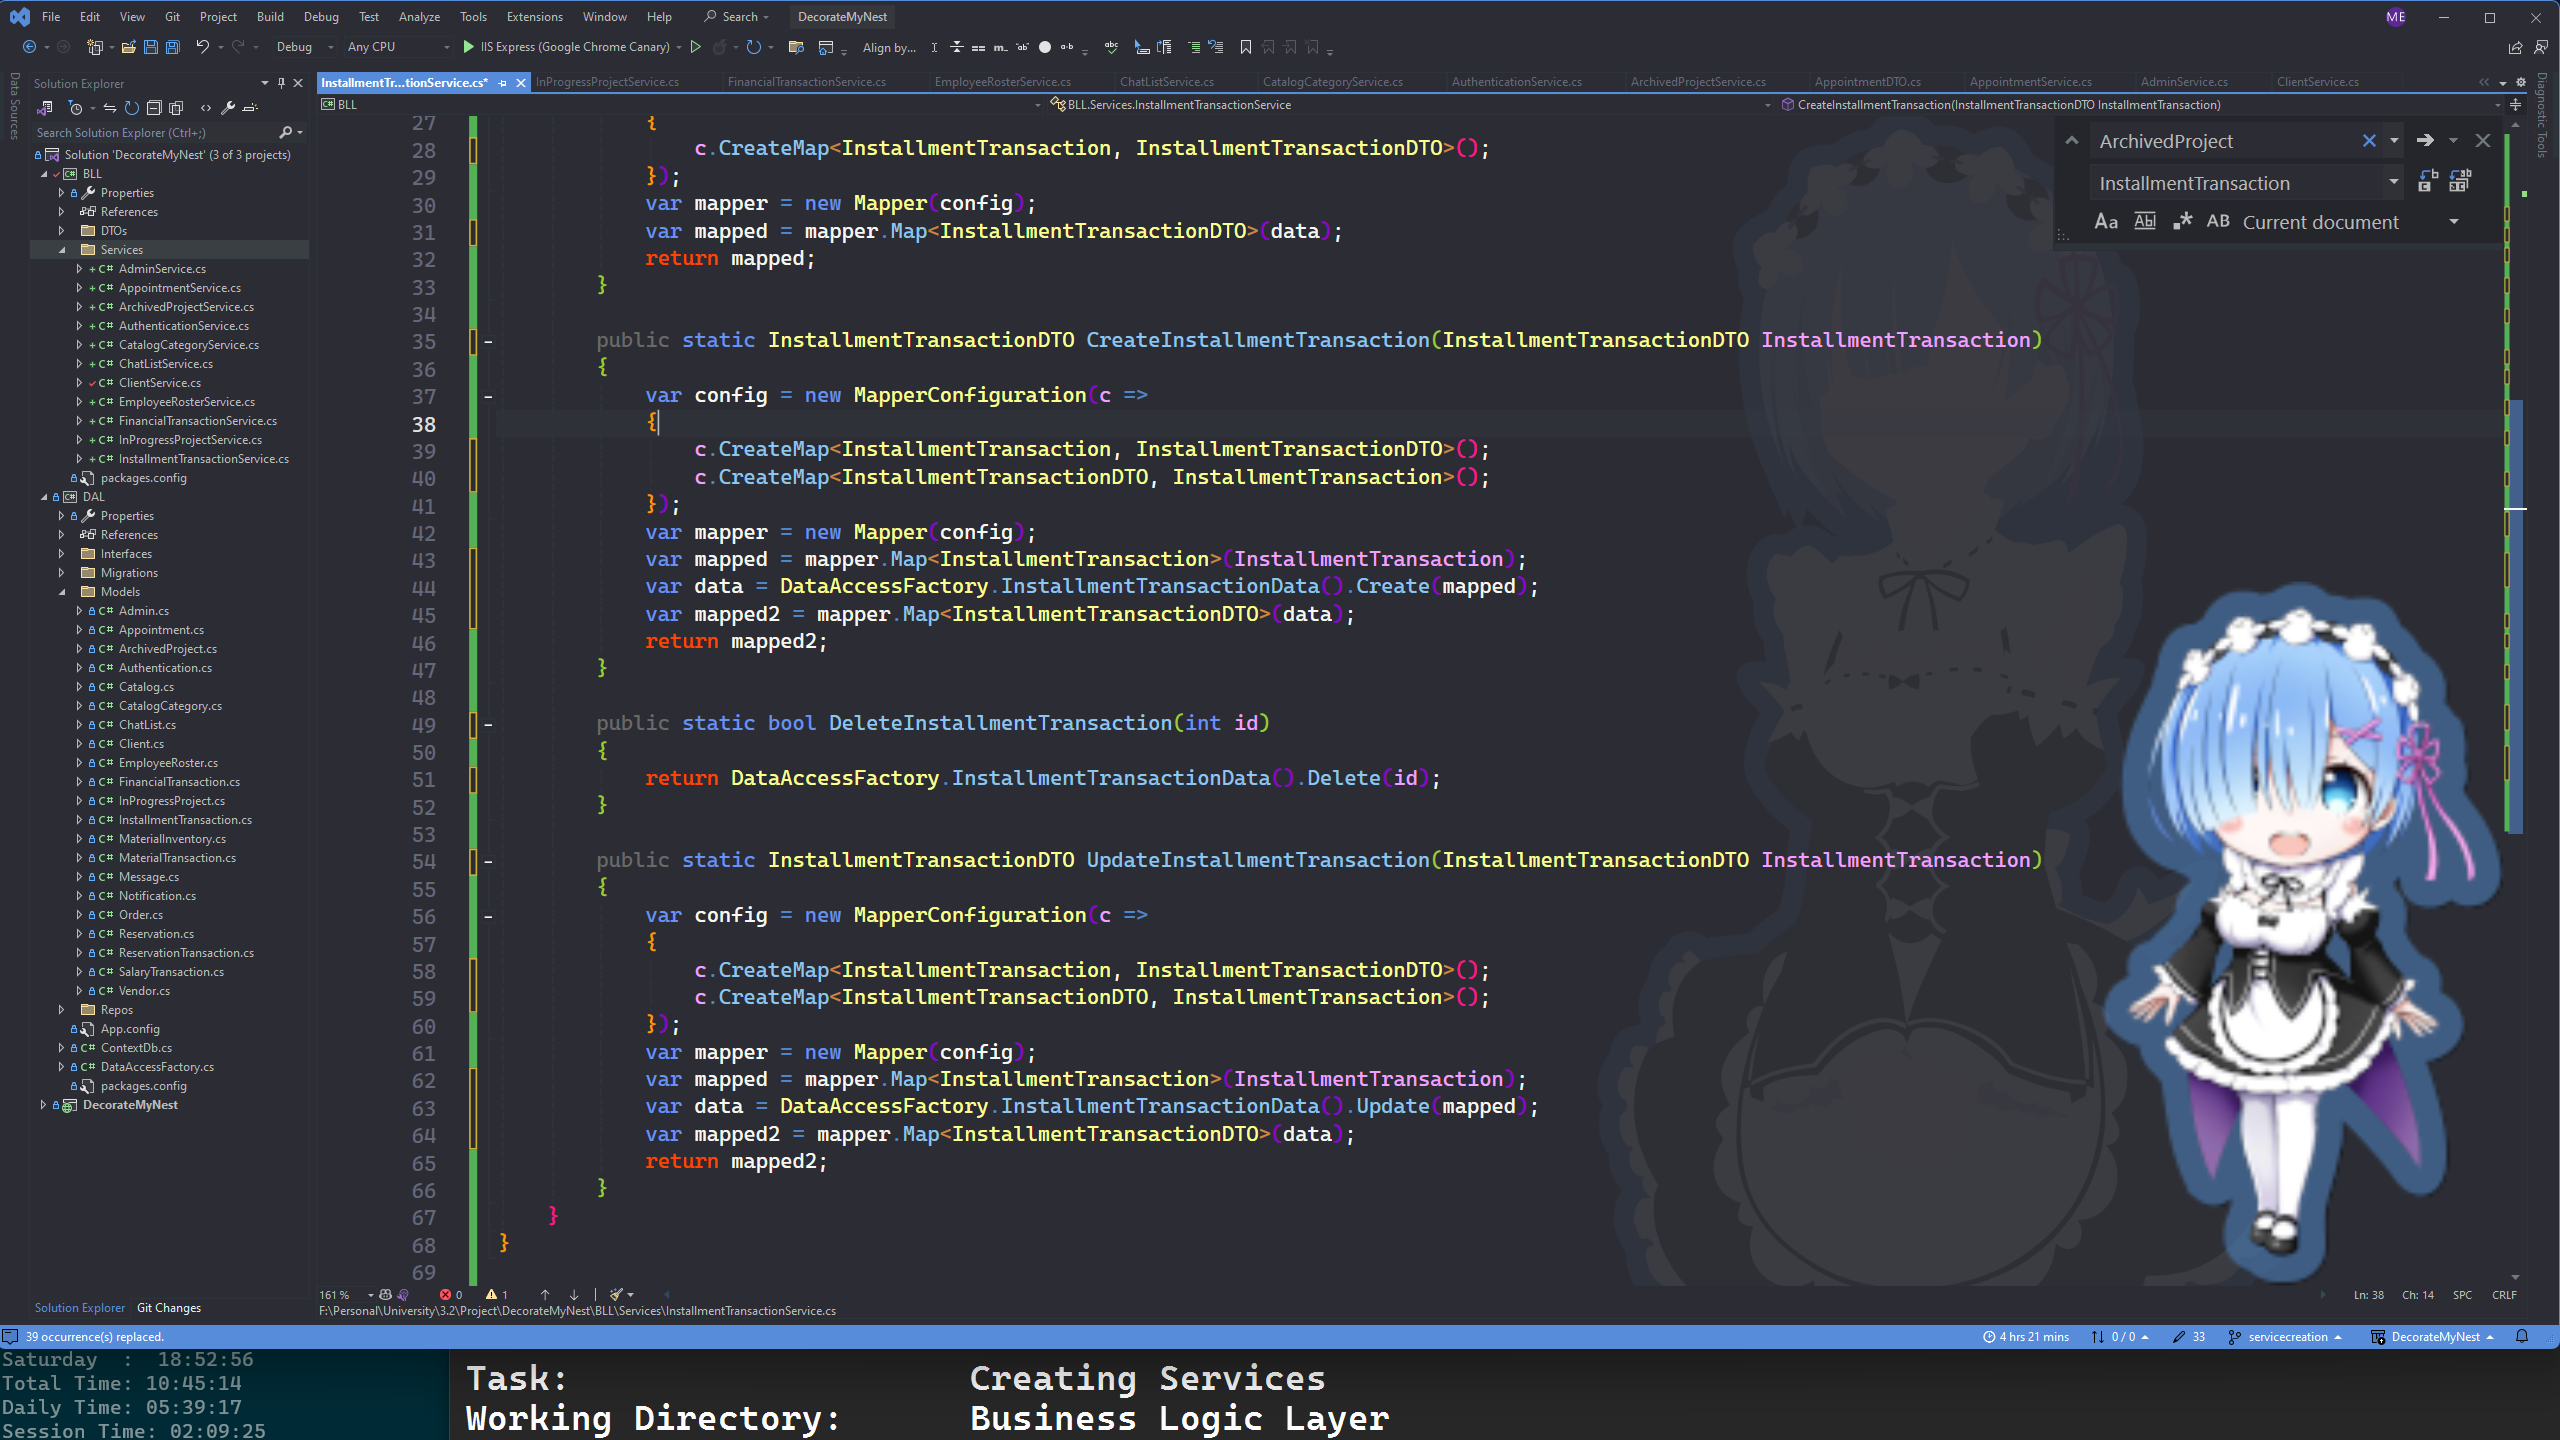 File Edit View Git Project Build Debug Test Analyze Tools Extensions Window Help Search DecorateMyNest ME
Debug Any CPU IIS Express (Google Chrome Canary) Align by...
Data Sources
Solution Explorer
Search Solution Explorer (Ctrl+;)
Solution 'DecorateMyNest' (3 of 3 projects)
BLL
Properties
References
DTOs
Services
AdminService.cs
AppointmentService.cs
ArchivedProjectService.cs
AuthenticationService.cs
CatalogCategoryService.cs
ChatListService.cs
ClientService.cs
EmployeeRosterService.cs
FinancialTransactionService.cs
InProgressProjectService.cs
InstallmentTransactionService.cs
packages.config
DAL
Properties
References
Interfaces
Migrations
Models
Admin.cs
Appointment.cs
ArchivedProject.cs
Authentication.cs
Catalog.cs
CatalogCategory.cs
ChatList.cs
Client.cs
EmployeeRoster.cs
FinancialTransaction.cs
InProgressProject.cs
InstallmentTransaction.cs
MaterialInventory.cs
MaterialTransaction.cs
Message.cs
Notification.cs
Order.cs
Reservation.cs
ReservationTransaction.cs
SalaryTransaction.cs
Vendor.cs
Repos
App.config
ContextDb.cs
DataAccessFactory.cs
packages.config
DecorateMyNest
Solution Explorer Git Changes
InstallmentTr...tionService.cs* InProgressProjectService.cs FinancialTransactionService.cs EmployeeRosterService.cs ChatListService.cs CatalogCategoryService.cs AuthenticationService.cs ArchivedProjectService.cs AppointmentDTO.cs AppointmentService.cs AdminService.cs ClientService.cs
BLL BLL.Services.InstallmentTransactionService CreateInstallmentTransaction(InstallmentTransactionDTO InstallmentTransaction)
Diagnostic Tools
ArchivedProject
InstallmentTransaction
Aa Ab .* AB Current document
27 {
28 c.CreateMap<InstallmentTransaction, InstallmentTransactionDTO>();
29 });
30 var mapper = new Mapper(config);
31 var mapped = mapper.Map<InstallmentTransactionDTO>(data);
32 return mapped;
33 }
34
35 public static InstallmentTransactionDTO CreateInstallmentTransaction(InstallmentTransactionDTO InstallmentTransaction)
36 {
37 var config = new MapperConfiguration(c =>
38 {
39 c.CreateMap<InstallmentTransaction, InstallmentTransactionDTO>();
40 c.CreateMap<InstallmentTransactionDTO, InstallmentTransaction>();
41 });
42 var mapper = new Mapper(config);
43 var mapped = mapper.Map<InstallmentTransaction>(InstallmentTransaction);
44 var data = DataAccessFactory.InstallmentTransactionData().Create(mapped);
45 var mapped2 = mapper.Map<InstallmentTransactionDTO>(data);
46 return mapped2;
47 }
48
49 public static bool DeleteInstallmentTransaction(int id)
50 {
51 return DataAccessFactory.InstallmentTransactionData().Delete(id);
52 }
53
54 public static InstallmentTransactionDTO UpdateInstallmentTransaction(InstallmentTransactionDTO InstallmentTransaction)
55 {
56 var config = new MapperConfiguration(c =>
57 {
58 c.CreateMap<InstallmentTransaction, InstallmentTransactionDTO>();
59 c.CreateMap<InstallmentTransactionDTO, InstallmentTransaction>();
60 });
61 var mapper = new Mapper(config);
62 var mapped = mapper.Map<InstallmentTransaction>(InstallmentTransaction);
63 var data = DataAccessFactory.InstallmentTransactionData().Update(mapped);
64 var mapped2 = mapper.Map<InstallmentTransactionDTO>(data);
65 return mapped2;
66 }
67 }
68 }
69
161 % 0 1 Ln: 38 Ch: 14 SPC CRLF
F:\Personal\University\3.2\Project\DecorateMyNest\BLL\Services\InstallmentTransactionService.cs
39 occurrence(s) replaced. 4 hrs 21 mins 0 / 0 33 servicecreation DecorateMyNest
Saturday : 18:52:56
Total Time: 10:45:14
Daily Time: 05:39:17
Session Time: 02:09:25
Task: Creating Services
Working Directory: Business Logic Layer